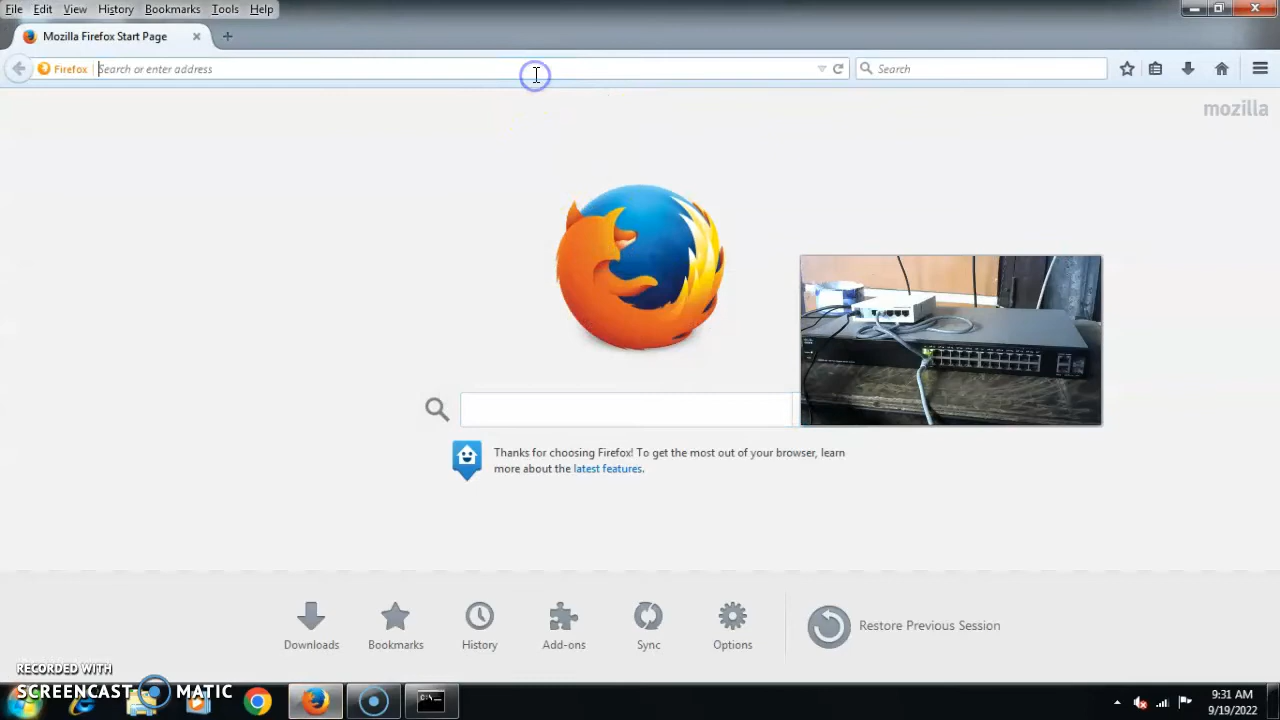 File Edit View History Bookmarks Tools Help
Mozilla Firefox Start Page
Firefox Search or enter address
Search
mozilla
Thanks for choosing Firefox! To get the most out of your browser, learn
more about the latest features.
Downloads Bookmarks History Add-ons Sync Options Restore Previous Session
RECORDED WITH
SCREENCAST MATIC
9:31 AM
9/19/2022